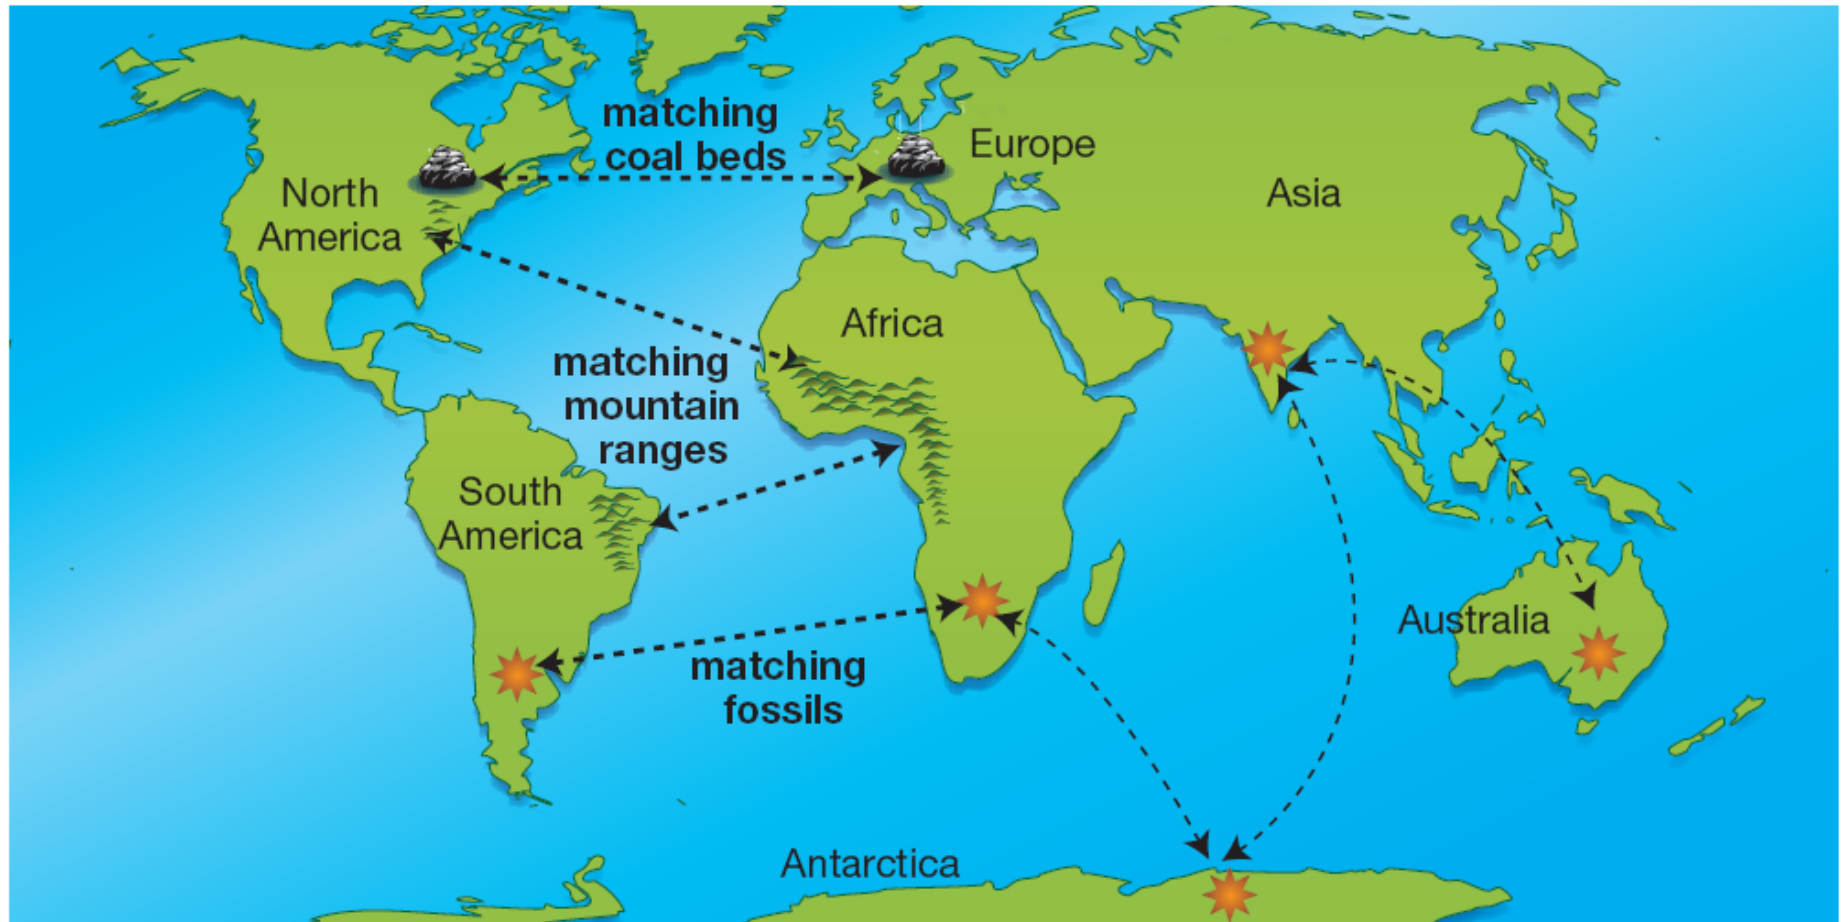 matching
coal beds
Europe
North
America
Asia
Africa
matching
mountain
ranges
South
America
Australia
matching
fossils
Antarctica